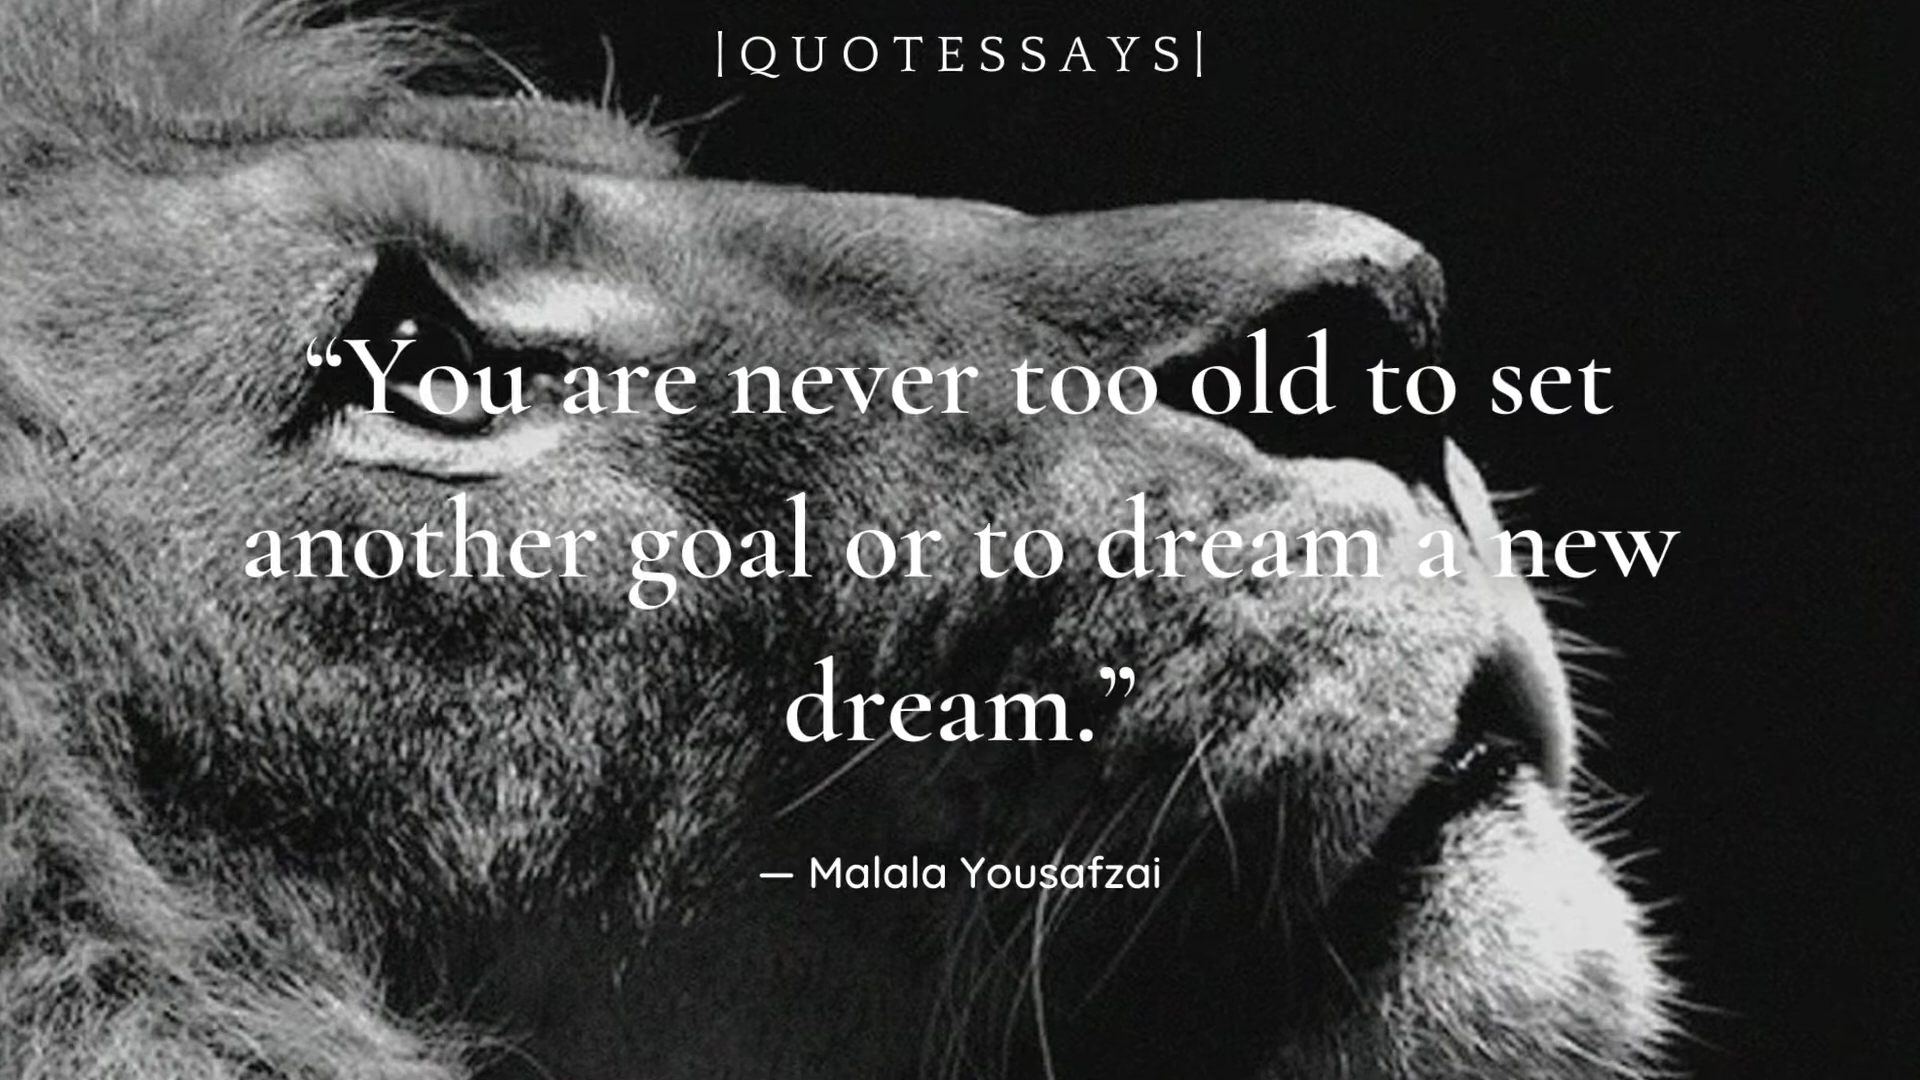 |QUOTESSAYS|
“You are never too old to set
another goal or to dream a new
dream.”
— Malala Yousafzai